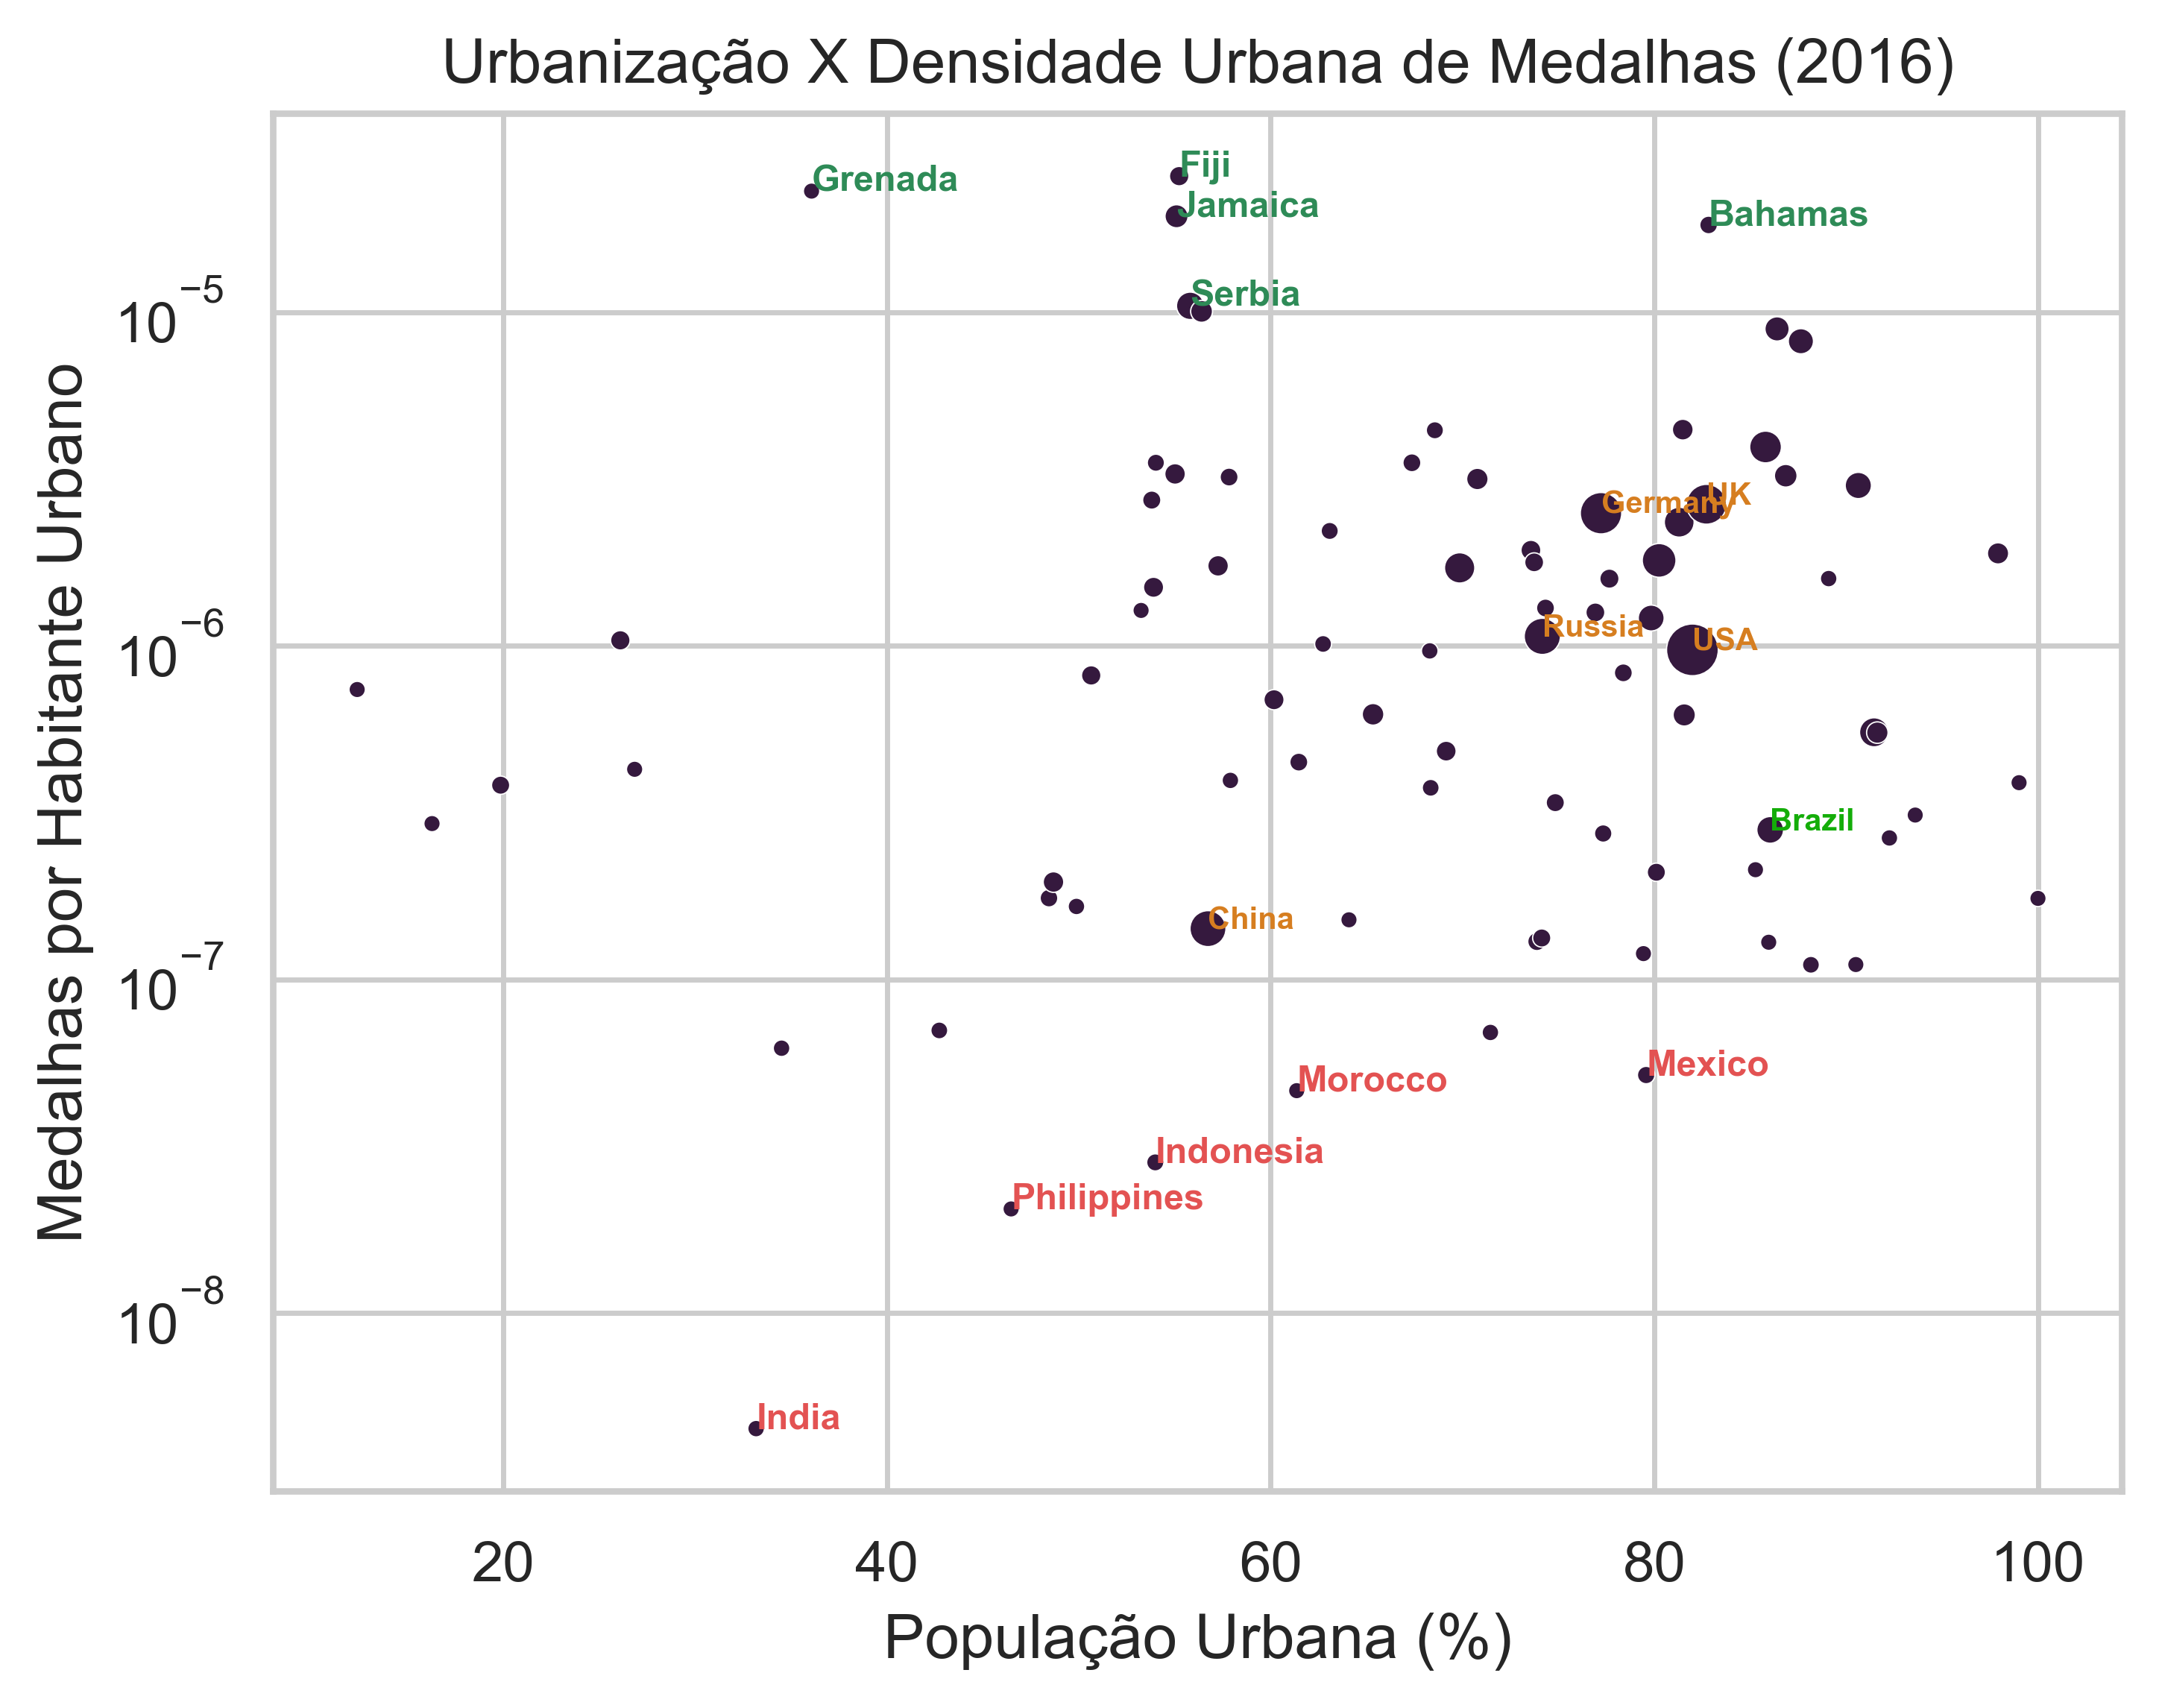 Urbanização X Densidade Urbana de Medalhas (2016)
Medalhas por Habitante Urbano
10⁻⁵
10⁻⁶
10⁻⁷
10⁻⁸
Fiji
Grenada
Jamaica
Bahamas
Serbia
UK
Germany
Russia
USA
Brazil
China
Mexico
Morocco
Indonesia
Philippines
India
20 40 60 80 100
População Urbana (%)